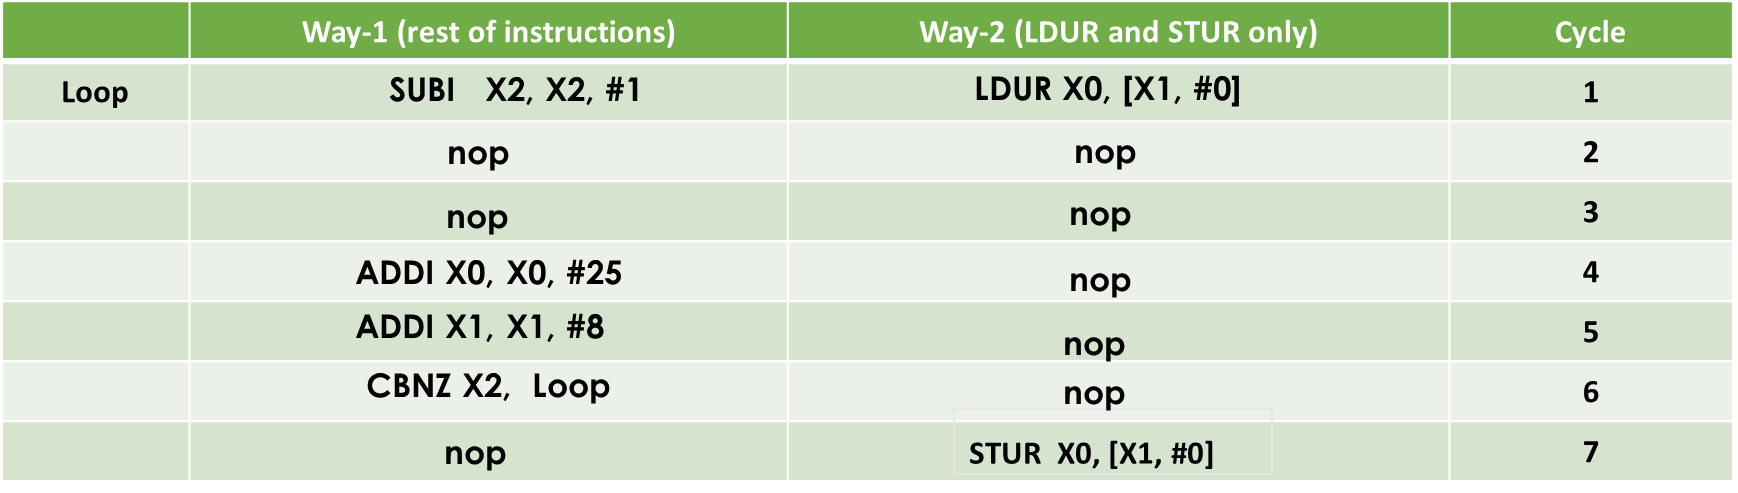 Way-1 (rest of instructions) Way-2 (LDUR and STUR only) Cycle
Loop SUBI X2, X2, #1 LDUR X0, [X1, #0] 1
nop nop 2
nop nop 3
ADDI X0, X0, #25 nop 4
ADDI X1, X1, #8 nop 5
CBNZ X2, Loop nop 6
nop STUR X0, [X1, #0] 7